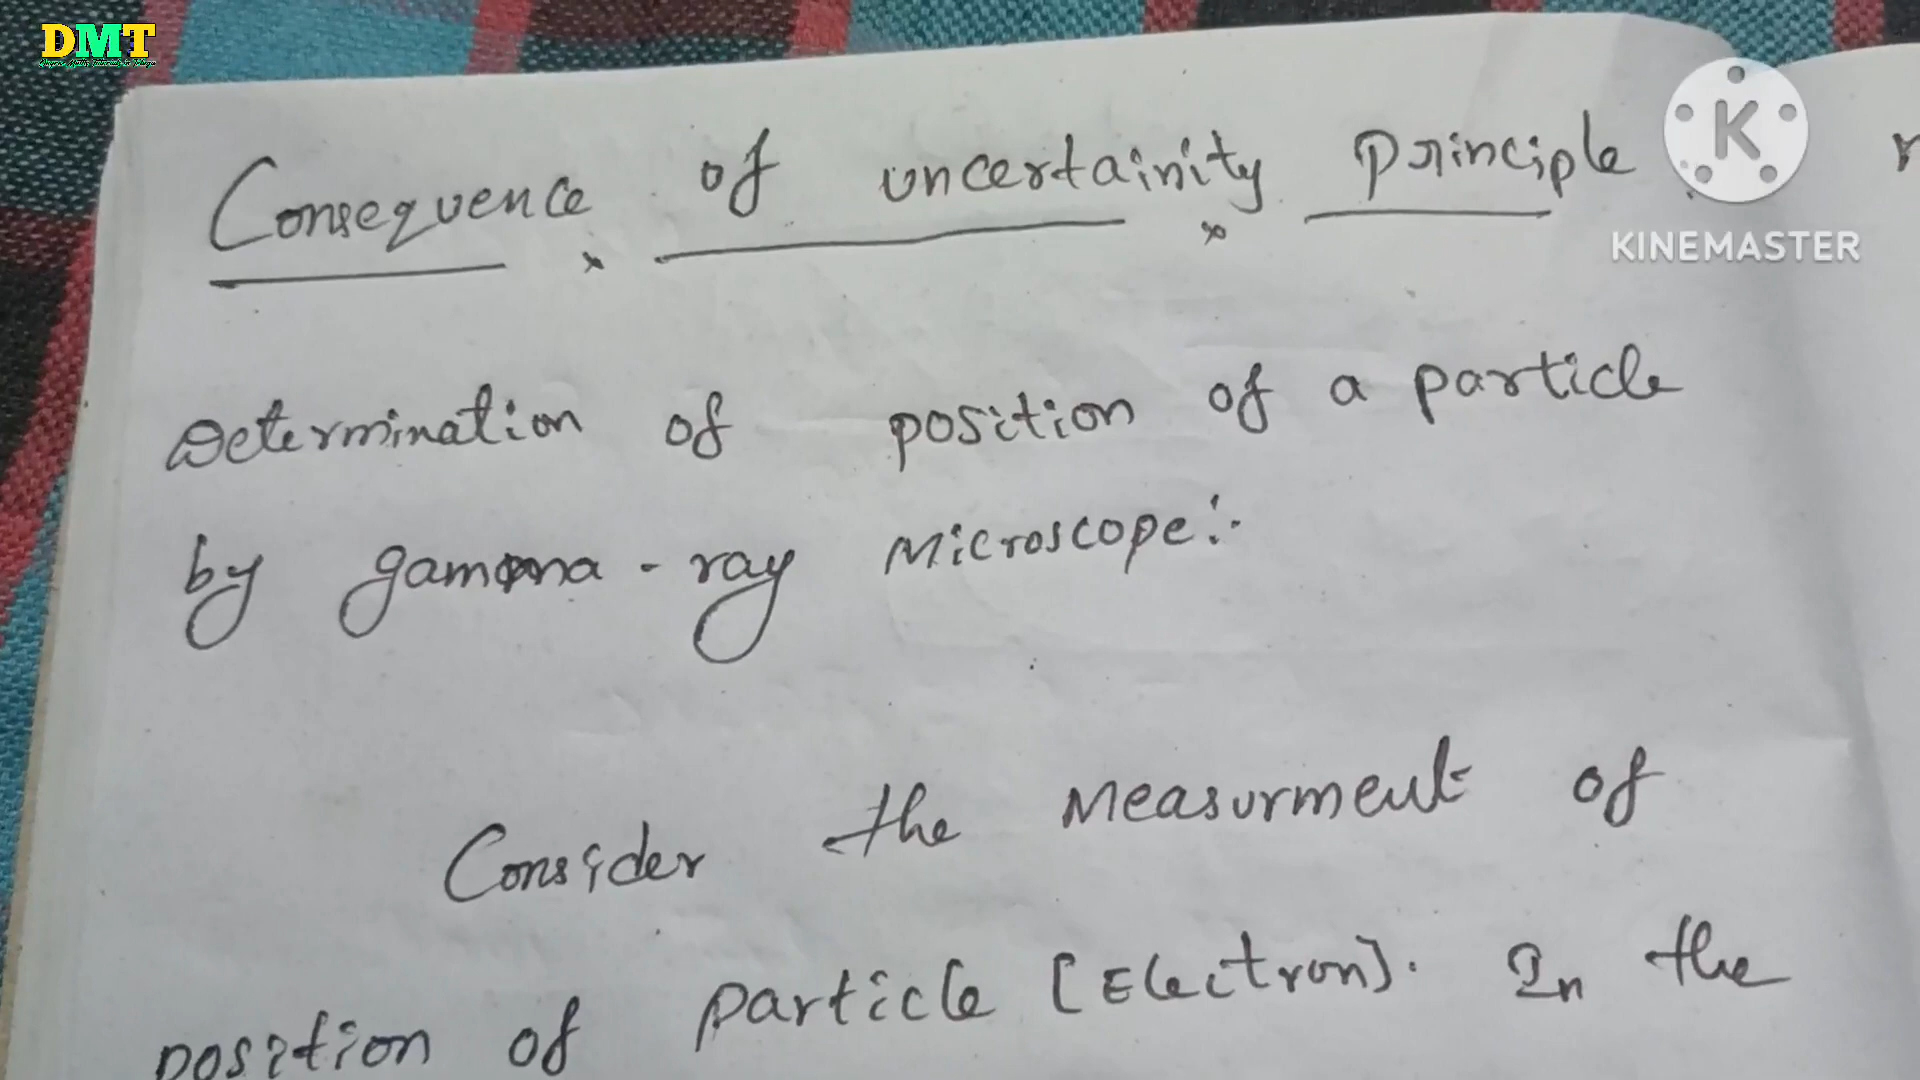 DMT
Consequence of uncertainity principle
K
KINEMASTER
Determination of position of a particle
by gamma-ray Microscope:-
Consider the Measurment of
position of particle [Electron]. In the